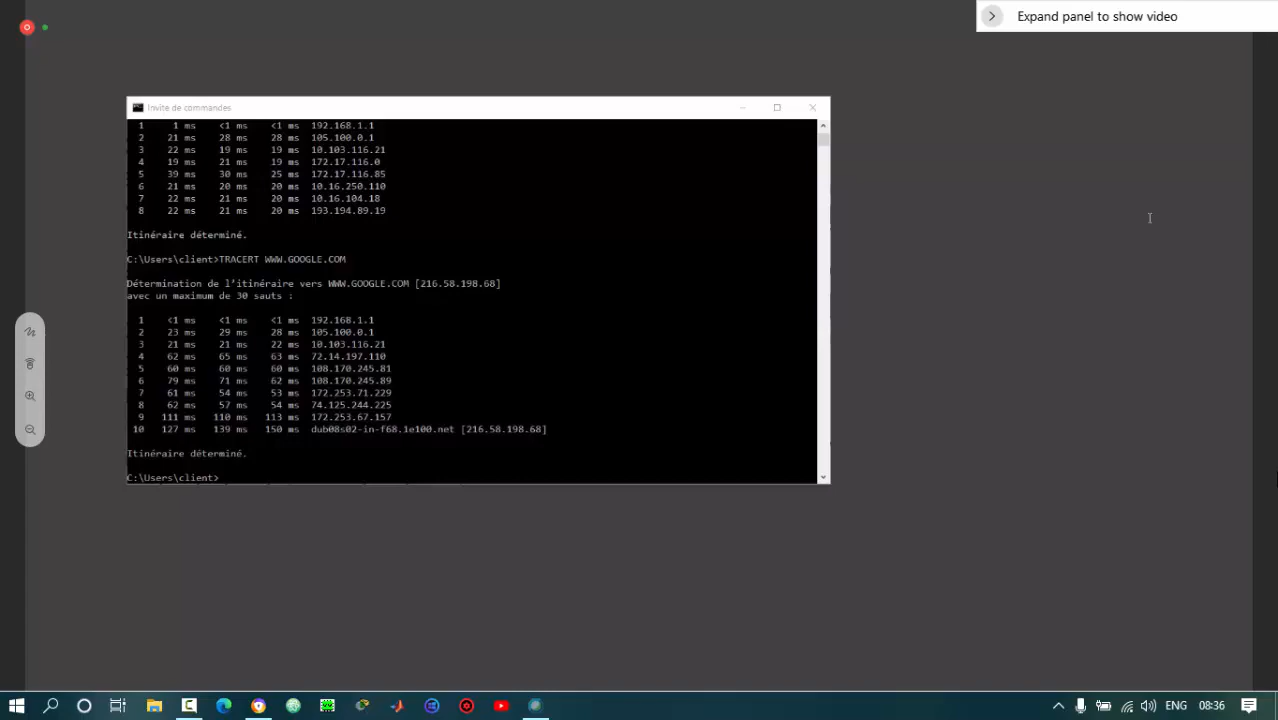 Expand panel to show video
Invite de commandes
1 1 ms <1 ms <1 ms 192.168.1.1
2 21 ms 28 ms 28 ms 105.100.0.1
3 22 ms 19 ms 19 ms 10.103.116.21
4 19 ms 21 ms 19 ms 172.17.116.0
5 39 ms 30 ms 25 ms 172.17.116.85
6 21 ms 20 ms 20 ms 10.16.250.110
7 22 ms 21 ms 20 ms 10.16.104.18
8 22 ms 21 ms 20 ms 193.194.89.19
Itinéraire déterminé.
C:\Users\client>TRACERT WWW.GOOGLE.COM
Détermination de l'itinéraire vers WWW.GOOGLE.COM [216.58.198.68]
avec un maximum de 30 sauts :
1 <1 ms <1 ms <1 ms 192.168.1.1
2 23 ms 29 ms 28 ms 105.100.0.1
3 21 ms 21 ms 22 ms 10.103.116.21
4 62 ms 65 ms 63 ms 72.14.197.110
5 60 ms 60 ms 60 ms 108.170.245.81
6 79 ms 71 ms 62 ms 108.170.245.89
7 61 ms 54 ms 53 ms 172.253.71.229
8 62 ms 57 ms 54 ms 74.125.244.225
9 111 ms 110 ms 113 ms 172.253.67.157
10 127 ms 139 ms 150 ms dub08s02-in-f68.1e100.net [216.58.198.68]
Itinéraire déterminé.
C:\Users\client>
ENG 08:36